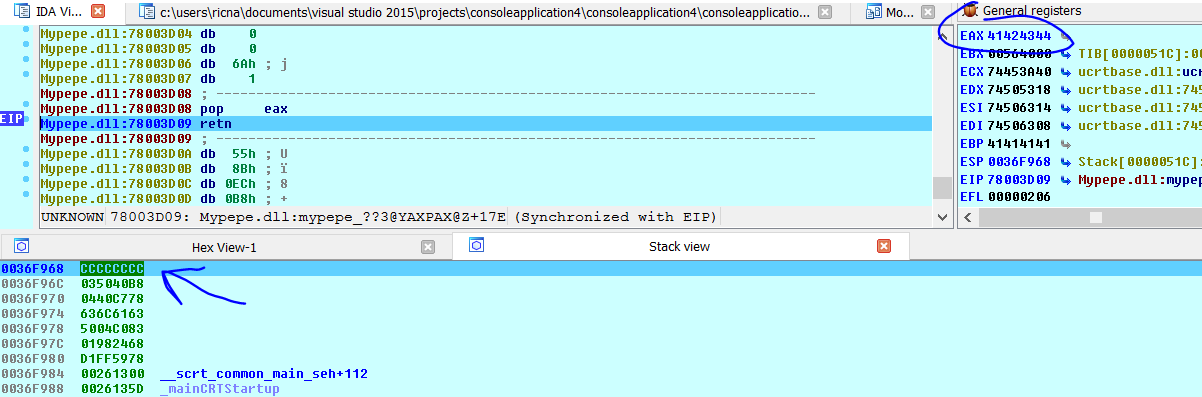 IDA Vi...
c:\users\ricna\documents\visual studio 2015\projects\consoleapplication4\consoleapplication4\consoleapplicatio...
Mo...
General registers
Mypepe.dll:78003D04 db 0
Mypepe.dll:78003D05 db 0
Mypepe.dll:78003D06 db 6Ah ; j
Mypepe.dll:78003D07 db 1
Mypepe.dll:78003D08 ; ---------------------------------------------------------------------------
Mypepe.dll:78003D08 pop eax
EIP Mypepe.dll:78003D09 retn
Mypepe.dll:78003D09 ; ---------------------------------------------------------------------------
Mypepe.dll:78003D0A db 55h ; U
Mypepe.dll:78003D0B db 8Bh ; ï
Mypepe.dll:78003D0C db 0ECh ; 8
Mypepe.dll:78003D0D db 0B8h ; +
UNKNOWN 78003D09: Mypepe.dll:mypepe_??3@YAXPAX@Z+17E (Synchronized with EIP)
EAX 41424344
EBX 00564000 TIB[0000051C]:00
ECX 74453A40 ucrtbase.dll:ucr
EDX 74505318 ucrtbase.dll:745
ESI 74506314 ucrtbase.dll:745
EDI 74506308 ucrtbase.dll:745
EBP 41414141
ESP 0036F968 Stack[0000051C]:
EIP 78003D09 Mypepe.dll:mypep
EFL 00000206
Hex View-1
Stack view
0036F968 CCCCCCCC
0036F96C 035040B8
0036F970 0440C778
0036F974 636C6163
0036F978 5004C083
0036F97C 01982468
0036F980 D1FF5978
0036F984 00261300 __scrt_common_main_seh+112
0036F988 0026135D _mainCRTStartup